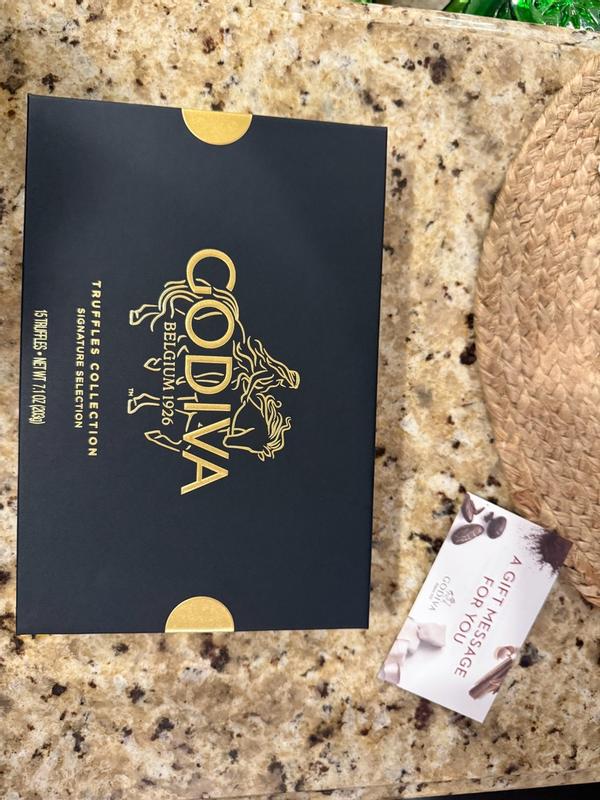 GODIVA
BELGIUM 1926
™
TRUFFLES COLLECTION
SIGNATURE SELECTION
15 TRUFFLES • NET WT 7.1 OZ (203g)
A GIFT MESSAGE
FOR YOU
GODIVA